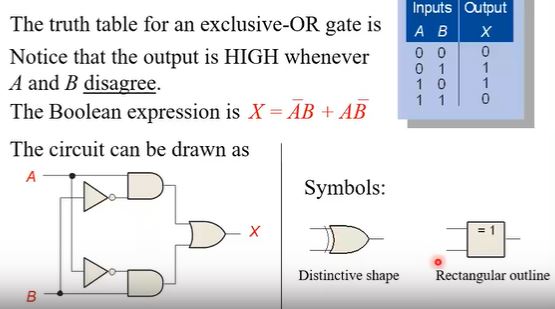 The truth table for an exclusive-OR gate is
Notice that the output is HIGH whenever
A and B disagree.
The Boolean expression is X = A̅B + AB̅
Inputs Output
A B X
0 0 0
0 1 1
1 0 1
1 1 0
The circuit can be drawn as
A
X
B
Symbols:
= 1
Distinctive shape
Rectangular outline